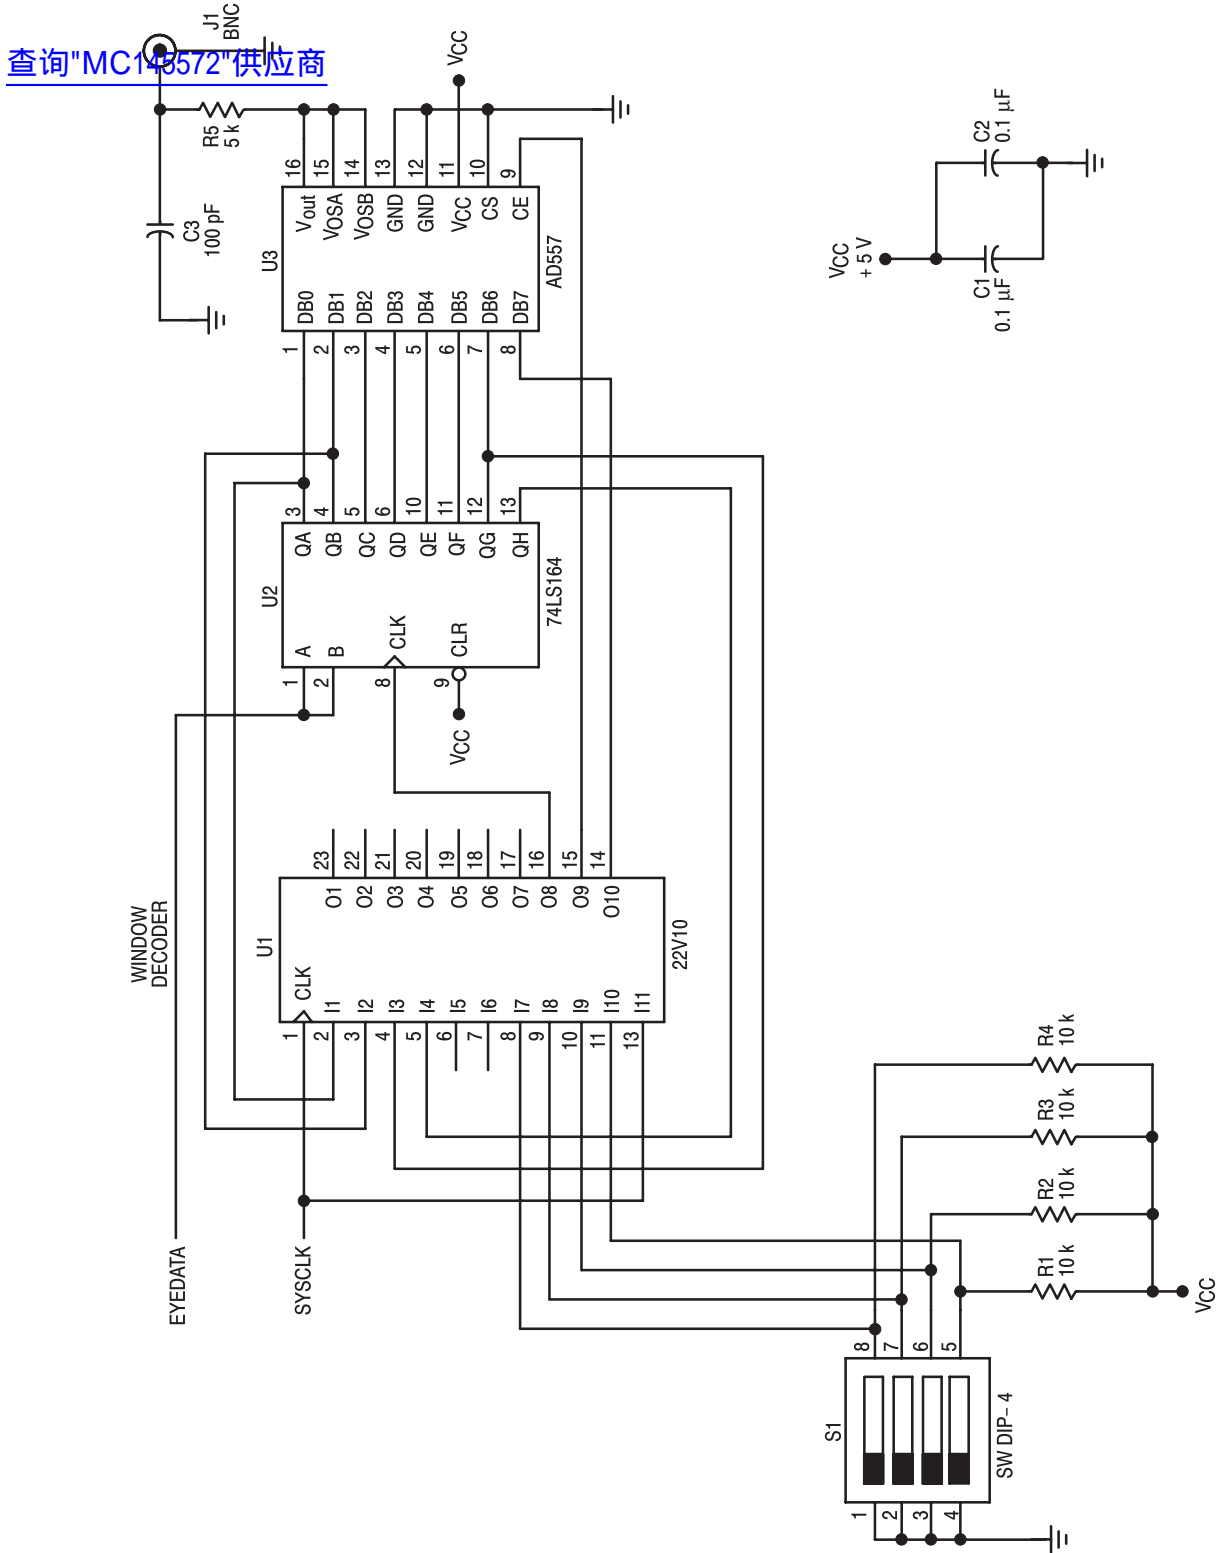 查询"MC145572"供应商
J1
BNC
R5
5 k
C3
100 pF
VCC
U3
16
15
14
13
12
11
10
9
Vout
VOSA
VOSB
GND
GND
VCC
CS
CE
DB0
DB1
DB2
DB3
DB4
DB5
DB6
DB7
AD557
1
2
3
4
5
6
7
8
C2
0.1 µF
C1
0.1 µF
VCC
+ 5 V
U2
3
4
5
6
10
11
12
13
QA
QB
QC
QD
QE
QF
QG
QH
A
B
CLK
CLR
74LS164
1
2
8
9
VCC
WINDOW
DECODER
U1
23
22
21
20
19
18
17
16
15
14
O1
O2
O3
O4
O5
O6
O7
O8
O9
O10
CLK
I1
I2
I3
I4
I5
I6
I7
I8
I9
I10
I11
22V10
1
2
3
4
5
6
7
8
9
10
11
13
EYEDATA
SYSCLK
R4
10 k
R3
10 k
R2
10 k
R1
10 k
VCC
S1
8
7
6
5
1
2
3
4
SW DIP– 4